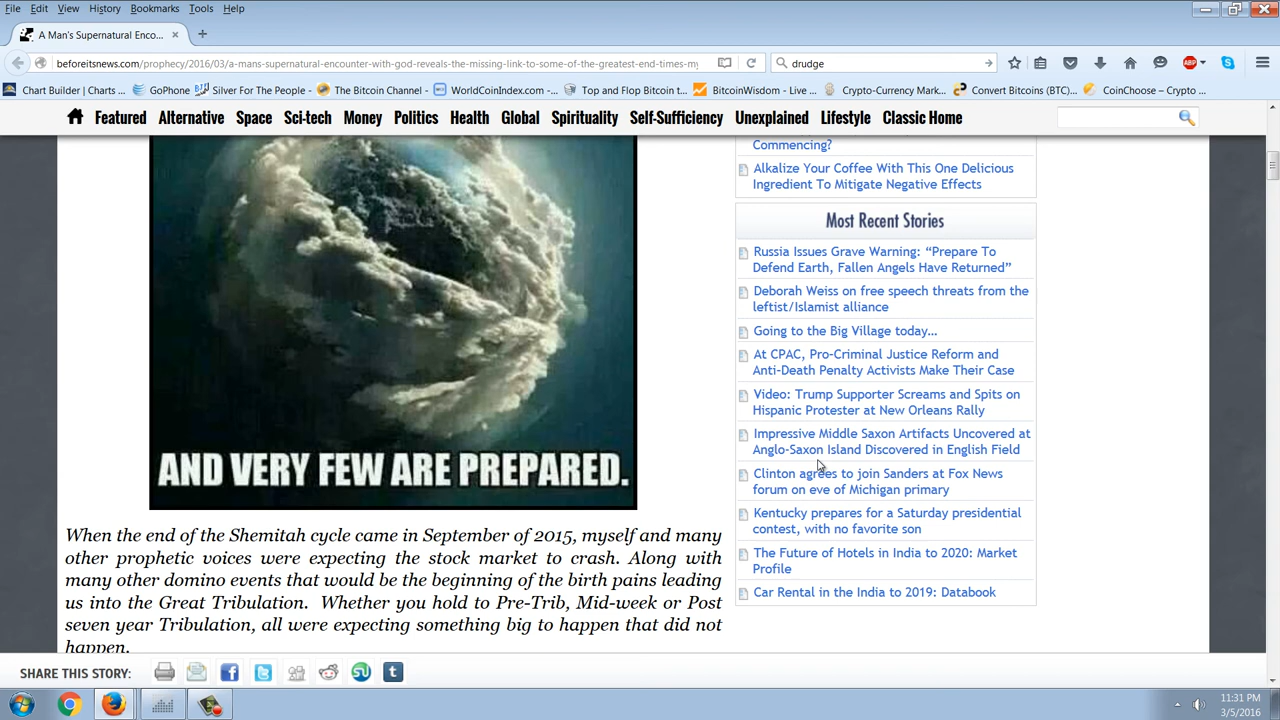 File Edit View History Bookmarks Tools Help
A Man's Supernatural Enco...
beforeitsnews.com/prophecy/2016/03/a-mans-supernatural-encounter-with-god-reveals-the-missing-link-to-some-of-the-greatest-end-times-my
drudge
Chart Builder | Charts ... GoPhone Silver For The People - The Bitcoin Channel - WorldCoinIndex.com -... Top and Flop Bitcoin t... BitcoinWisdom - Live ... Crypto-Currency Mark... Convert Bitcoins (BTC)... CoinChoose - Crypto ...
Featured Alternative Space Sci-tech Money Politics Health Global Spirituality Self-Sufficiency Unexplained Lifestyle Classic Home
AND VERY FEW ARE PREPARED.
When the end of the Shemitah cycle came in September of 2015, myself and many
other prophetic voices were expecting the stock market to crash. Along with
many other domino events that would be the beginning of the birth pains leading
us into the Great Tribulation. Whether you hold to Pre-Trib, Mid-week or Post
seven year Tribulation, all were expecting something big to happen that did not
happen.
Commencing?
Alkalize Your Coffee With This One Delicious
Ingredient To Mitigate Negative Effects
Most Recent Stories
Russia Issues Grave Warning: “Prepare To
Defend Earth, Fallen Angels Have Returned”
Deborah Weiss on free speech threats from the
leftist/Islamist alliance
Going to the Big Village today…
At CPAC, Pro-Criminal Justice Reform and
Anti-Death Penalty Activists Make Their Case
Video: Trump Supporter Screams and Spits on
Hispanic Protester at New Orleans Rally
Impressive Middle Saxon Artifacts Uncovered at
Anglo-Saxon Island Discovered in English Field
Clinton agrees to join Sanders at Fox News
forum on eve of Michigan primary
Kentucky prepares for a Saturday presidential
contest, with no favorite son
The Future of Hotels in India to 2020: Market
Profile
Car Rental in the India to 2019: Databook
SHARE THIS STORY:
11:31 PM
3/5/2016